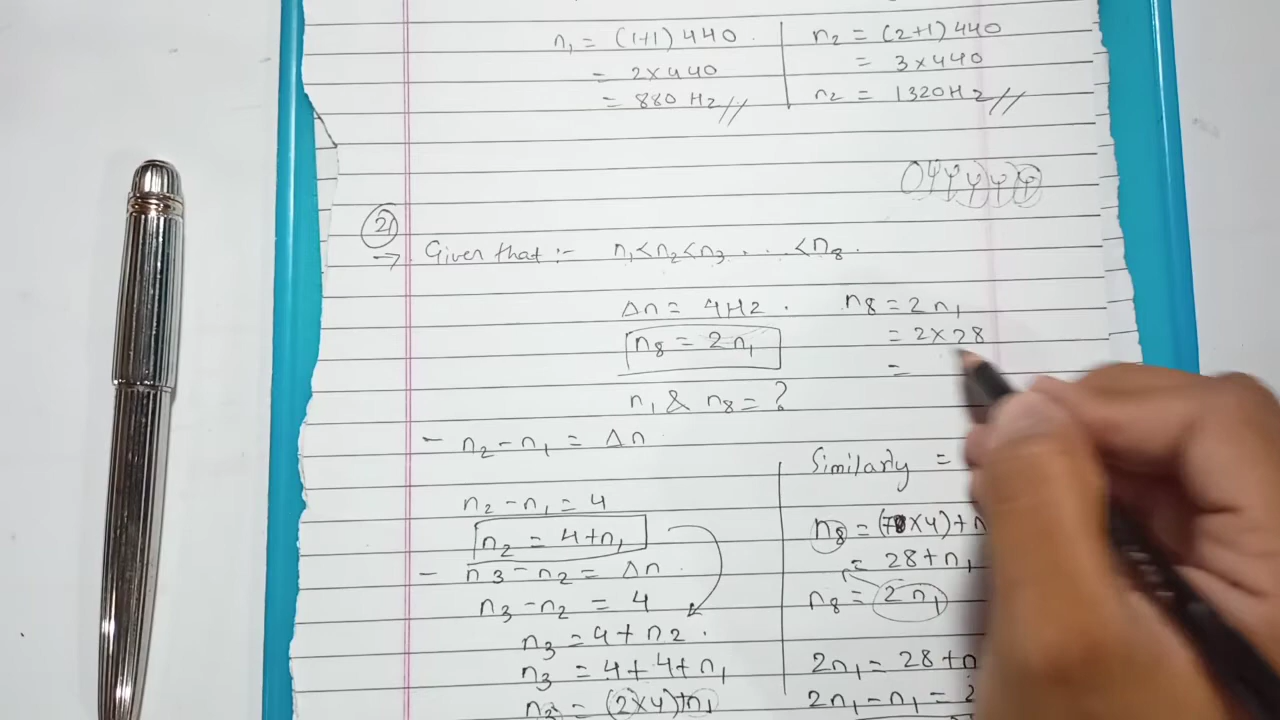 n₁ = (1+1) 440
= 2×440
= 880 Hz //
n₂ = (2+1) 440
= 3×440
n₂ = 1320Hz //
② 
→ Given that :- n₁<n₂<n₃ . . . <n₈.
Δn = 4Hz .
n₈ = 2n₁
n₁ & n₈ = ?
n₈ = 2n₁
= 2×28
=
- n₂-n₁ = Δn
n₂-n₁ = 4
n₂ = 4+n₁
- n₃-n₂ = Δn
n₃-n₂ = 4
n₃ = 4+n₂ .
n₃ = 4+4+n₁
n₃ = (2×4)+n₁
Similarly =
n₈ = (7×4)+n
= 28+n₁
n₈ = 2n₁
2n₁ = 28+n
2n₁-n₁ = 2